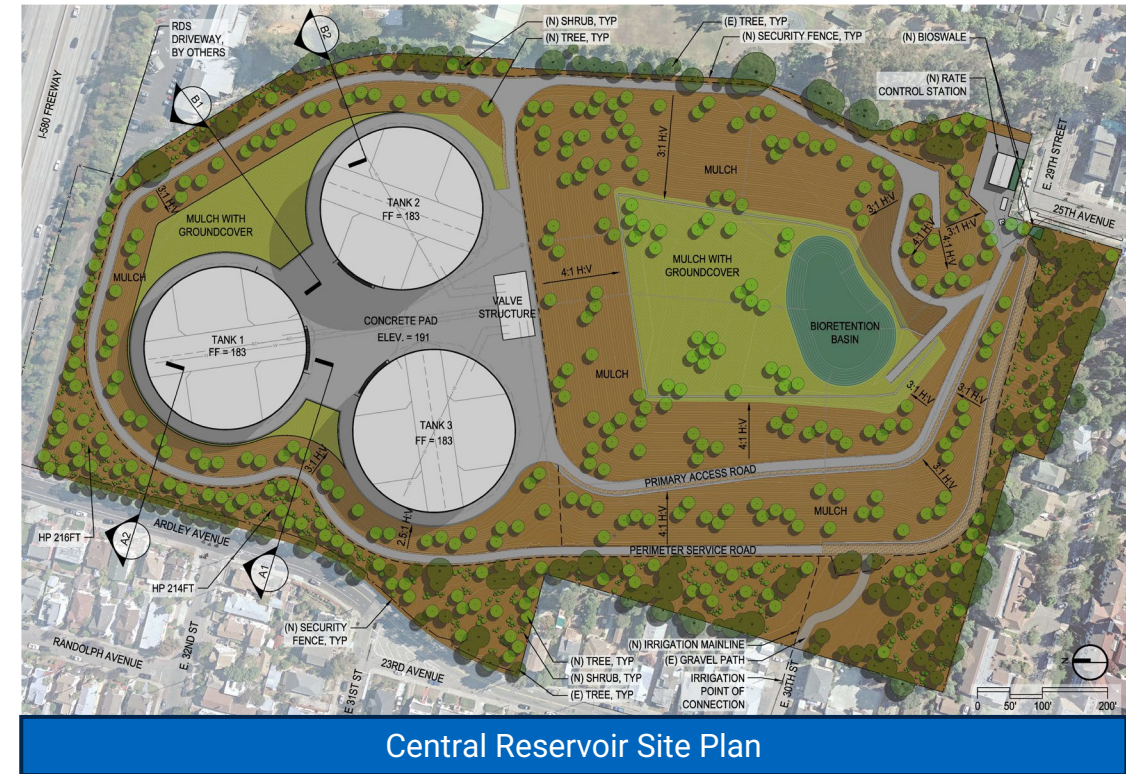 RDS
DRIVEWAY,
BY OTHERS
B2
(N) SHRUB, TYP
(N) TREE, TYP
(E) TREE, TYP
(N) SECURITY FENCE, TYP
(N) BIOSWALE
(N) RATE
CONTROL STATION
I-580 FREEWAY
B1
E. 29TH STREET
25TH AVENUE
3:1 H:V
MULCH
3:1 H:V
3:1 H:V
4:1 H:V
3:1 H:V
4:1 H:V
TANK 2
FF = 183
MULCH WITH
GROUNDCOVER
MULCH WITH
GROUNDCOVER
4:1 H:V
MULCH
VALVE
STRUCTURE
CONCRETE PAD
ELEV. = 191
BIORETENTION
BASIN
TANK 1
FF = 183
MULCH
3:1 H:V
3:1 H:V
4:1 H:V
TANK 3
FF = 183
3:1 H:V
3:1 H:V
PRIMARY ACCESS ROAD
MULCH
2.5:1 H:V
4:1 H:V
PERIMETER SERVICE ROAD
HP 216FT
A2
ARDLEY AVENUE
A1
HP 214FT
(N) SECURITY
FENCE, TYP
RANDOLPH AVENUE
E. 32ND ST
E 31ST ST
23RD AVENUE
(N) TREE, TYP
(N) SHRUB, TYP
(E) TREE, TYP
(N) IRRIGATION MAINLINE
(E) GRAVEL PATH
IRRIGATION
POINT OF
CONNECTION
E. 30TH ST
N
0 50' 100' 200'
Central Reservoir Site Plan